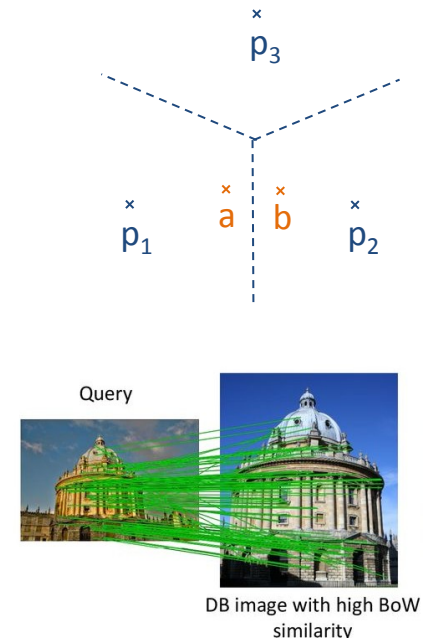 p3
a
b
p1
p2
Query
DB image with high BoW
similarity